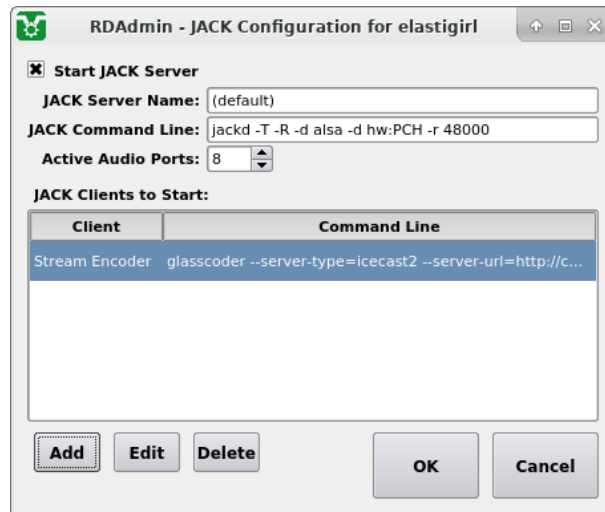 RDAdmin - JACK Configuration for elastigirl
Start JACK Server
JACK Server Name: (default)
JACK Command Line: jackd -T -R -d alsa -d hw:PCH -r 48000
Active Audio Ports: 8
JACK Clients to Start:
Client Command Line
Stream Encoder glasscoder --server-type=icecast2 --server-url=http://c...
Add Edit Delete OK Cancel